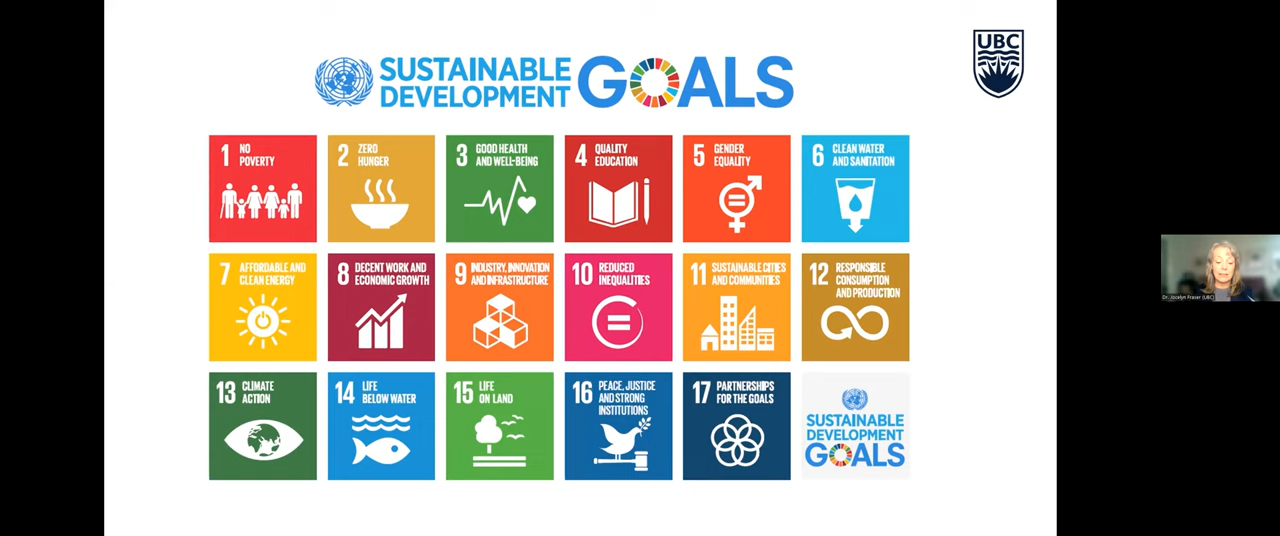 UBC
SUSTAINABLE
DEVELOPMENT
GOALS
1 NO
POVERTY
2 ZERO
HUNGER
3 GOOD HEALTH
AND WELL-BEING
4 QUALITY
EDUCATION
5 GENDER
EQUALITY
6 CLEAN WATER
AND SANITATION
7 AFFORDABLE AND
CLEAN ENERGY
8 DECENT WORK AND
ECONOMIC GROWTH
9 INDUSTRY, INNOVATION
AND INFRASTRUCTURE
10 REDUCED
INEQUALITIES
11 SUSTAINABLE CITIES
AND COMMUNITIES
12 RESPONSIBLE
CONSUMPTION
AND PRODUCTION
13 CLIMATE
ACTION
14 LIFE
BELOW WATER
15 LIFE
ON LAND
16 PEACE, JUSTICE
AND STRONG
INSTITUTIONS
17 PARTNERSHIPS
FOR THE GOALS
SUSTAINABLE
DEVELOPMENT
GOALS
Dr. Jocelyn Fraser (UBC)